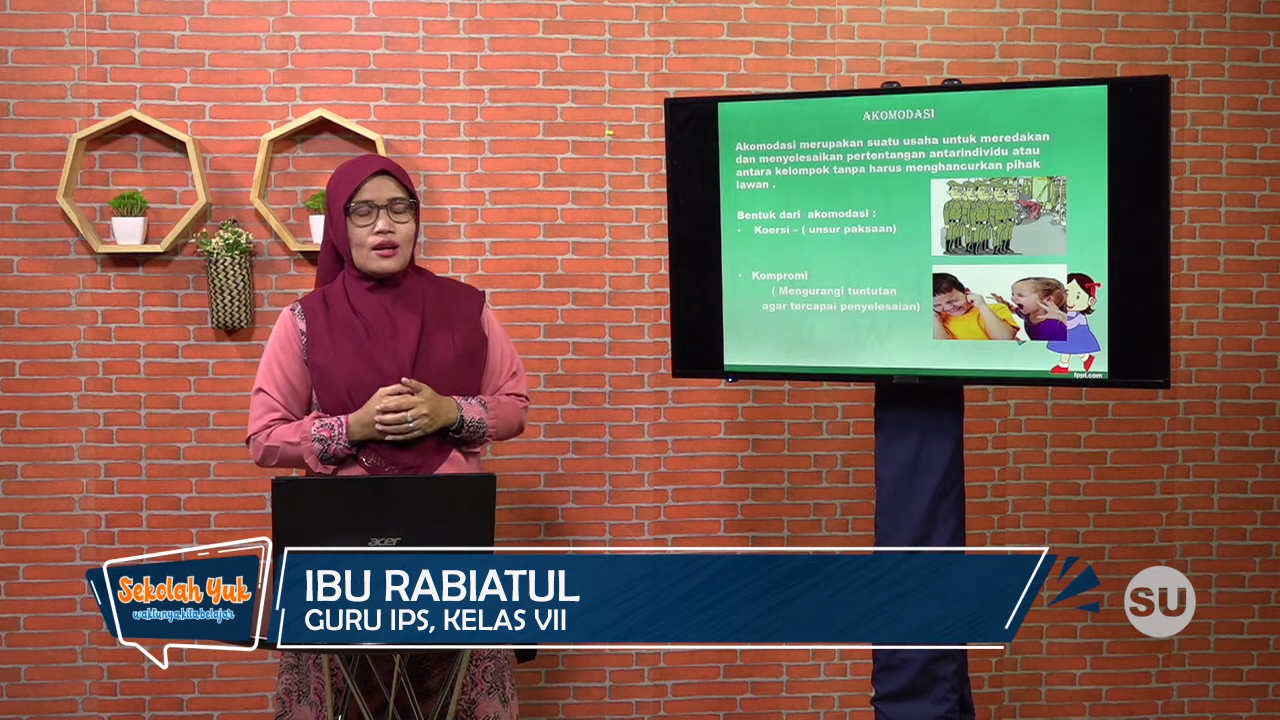 AKOMODASI
Akomodasi merupakan suatu usaha untuk meredakan
dan menyelesaikan pertentangan antarindividu atau
antara kelompok tanpa harus menghancurkan pihak
lawan .
Bentuk dari akomodasi :
• Koersi – ( unsur paksaan)
• Kompromi
( Mengurangi tuntutan
agar tercapai penyelesaian)
fppt.com
acer
Sekolah Yuk
waktunya kita belajar
IBU RABIATUL
GURU IPS, KELAS VII
SU